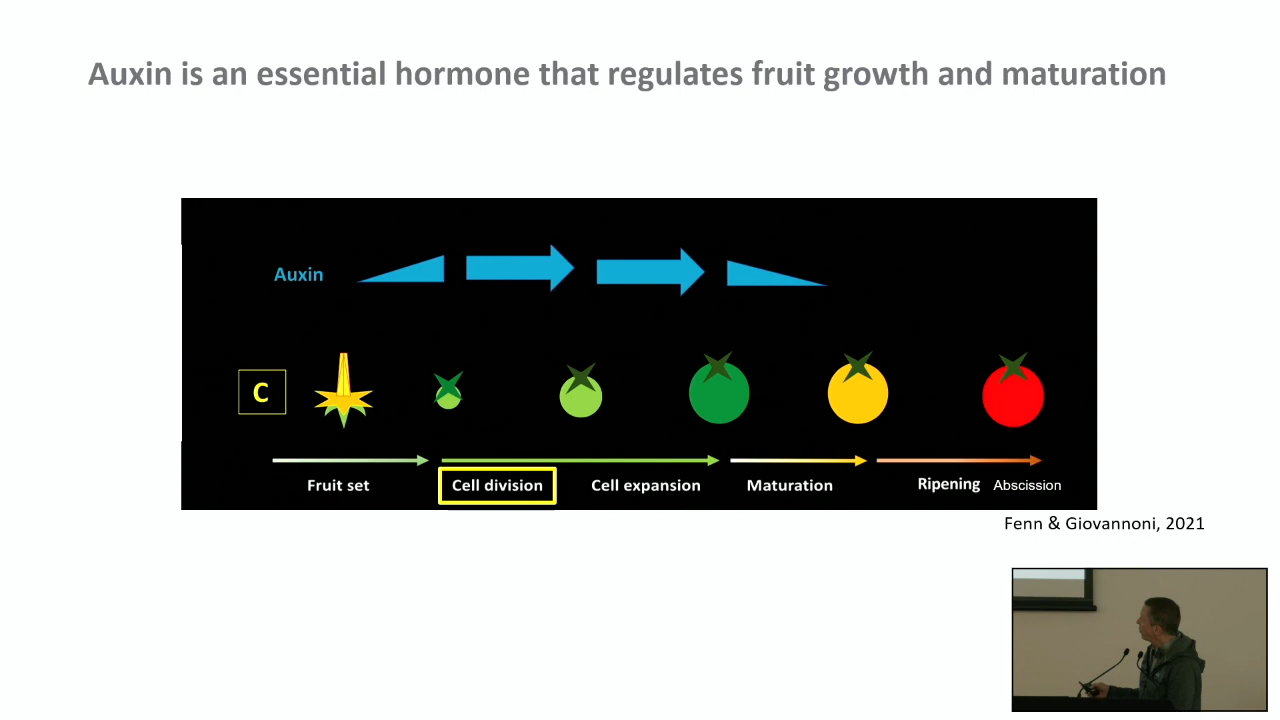 Auxin is an essential hormone that regulates fruit growth and maturation
Auxin
C
Fruit set
Cell division
Cell expansion
Maturation
Ripening
Abscission
Fenn & Giovannoni, 2021